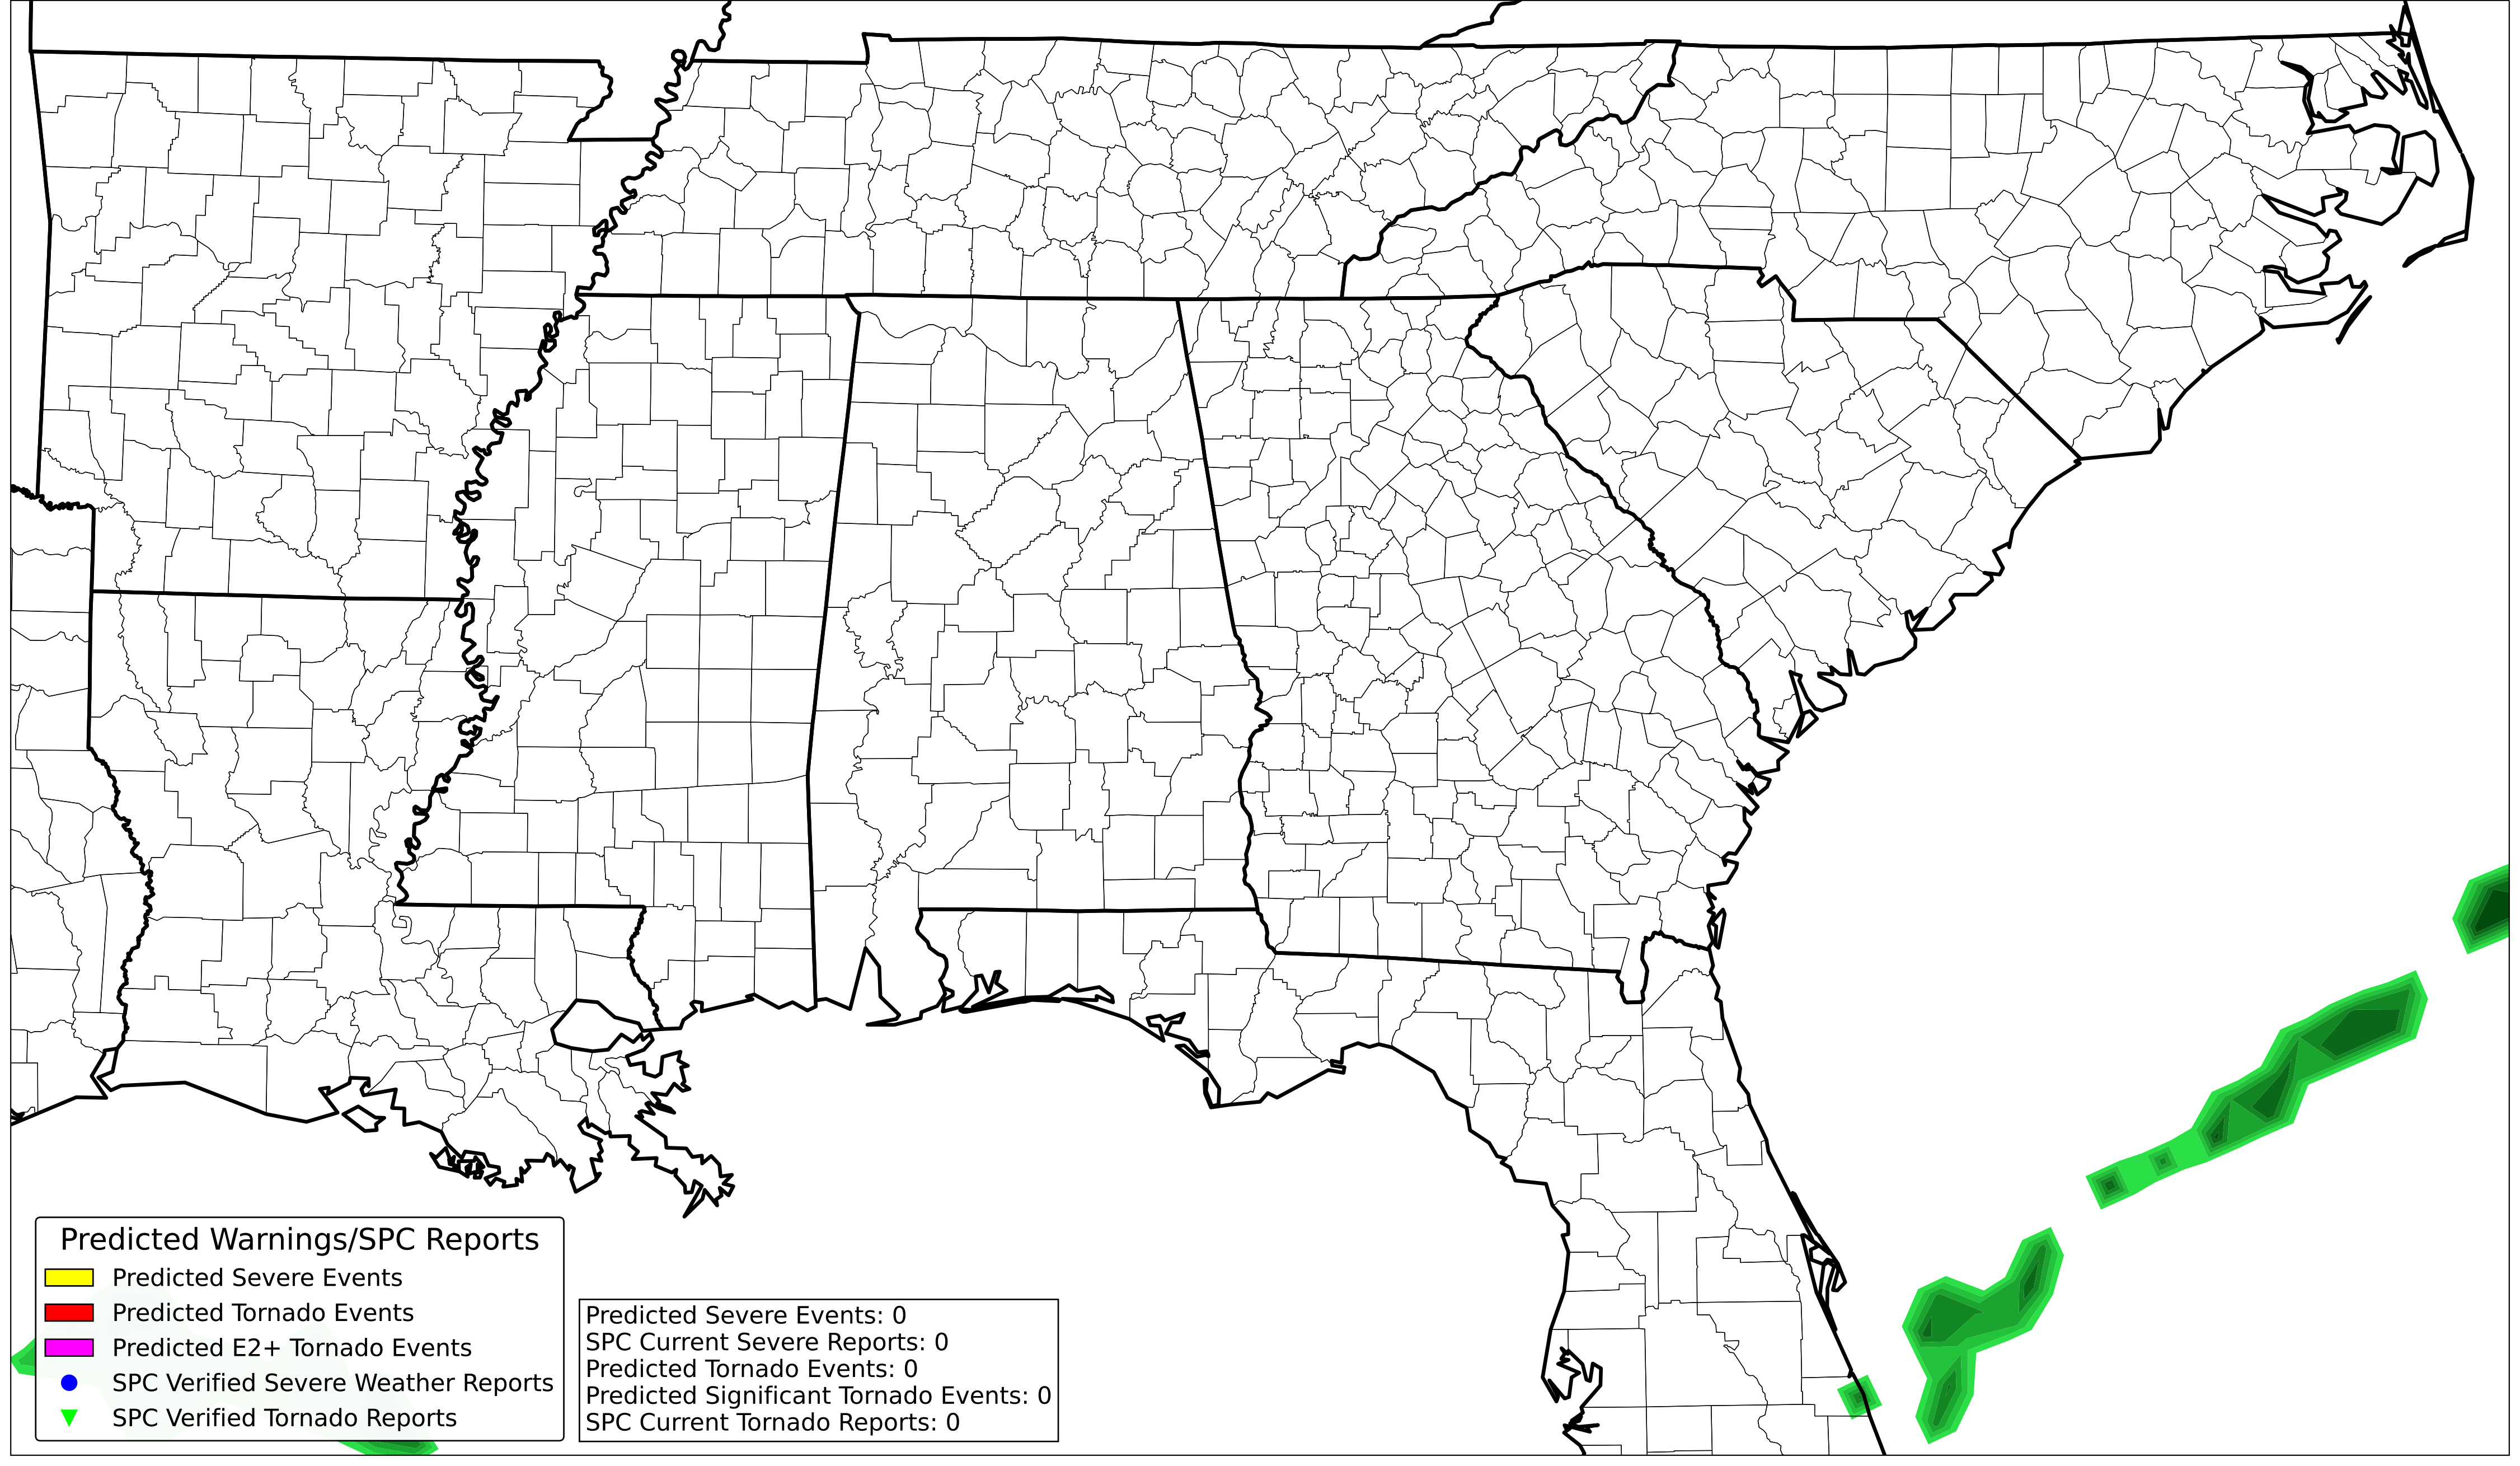 Predicted Warnings/SPC Reports
Predicted Severe Events
Predicted Tornado Events
Predicted E2+ Tornado Events
SPC Verified Severe Weather Reports
SPC Verified Tornado Reports
Predicted Severe Events: 0
SPC Current Severe Reports: 0
Predicted Tornado Events: 0
Predicted Significant Tornado Events: 0
SPC Current Tornado Reports: 0